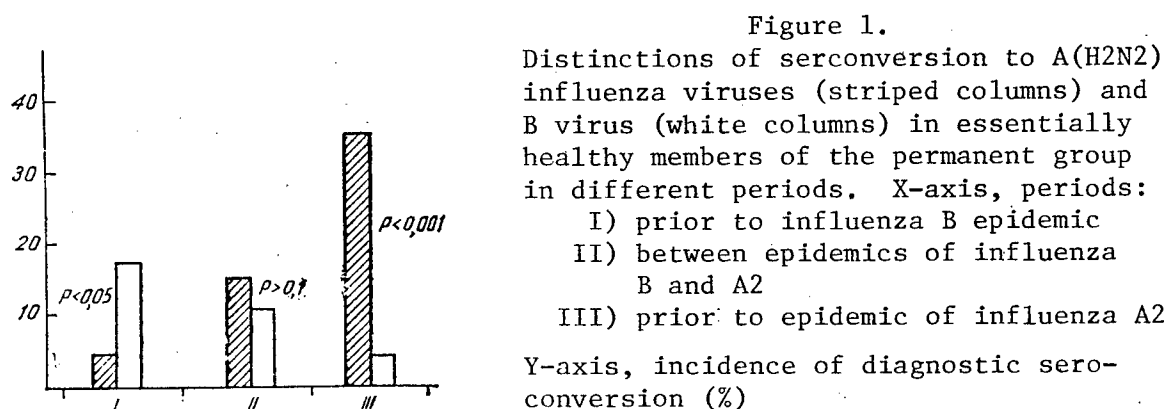 Figure 1.
Distinctions of serconversion to A(H2N2)
influenza viruses (striped columns) and
B virus (white columns) in essentially
healthy members of the permanent group
in different periods. X-axis, periods:
I) prior to influenza B epidemic
II) between epidemics of influenza
B and A2
III) prior to epidemic of influenza A2
Y-axis, incidence of diagnostic sero-
conversion (%)
40
30
20
10
P<0,05
P>0,1
P<0,001
I
II
III